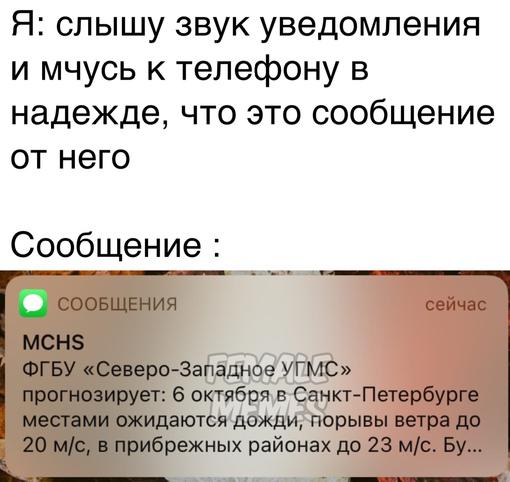 Я: слышу звук уведомления
и мчусь к телефону в
надежде, что это сообщение
от него
Сообщение :
СООБЩЕНИЯ
сейчас
MCHS
ФГБУ «Северо-Западное УГМС»
прогнозирует: 6 октября в Санкт-Петербурге
местами ожидаются дожди, порывы ветра до
20 м/с, в прибрежных районах до 23 м/с. Бу...
FEMALE
MEMES